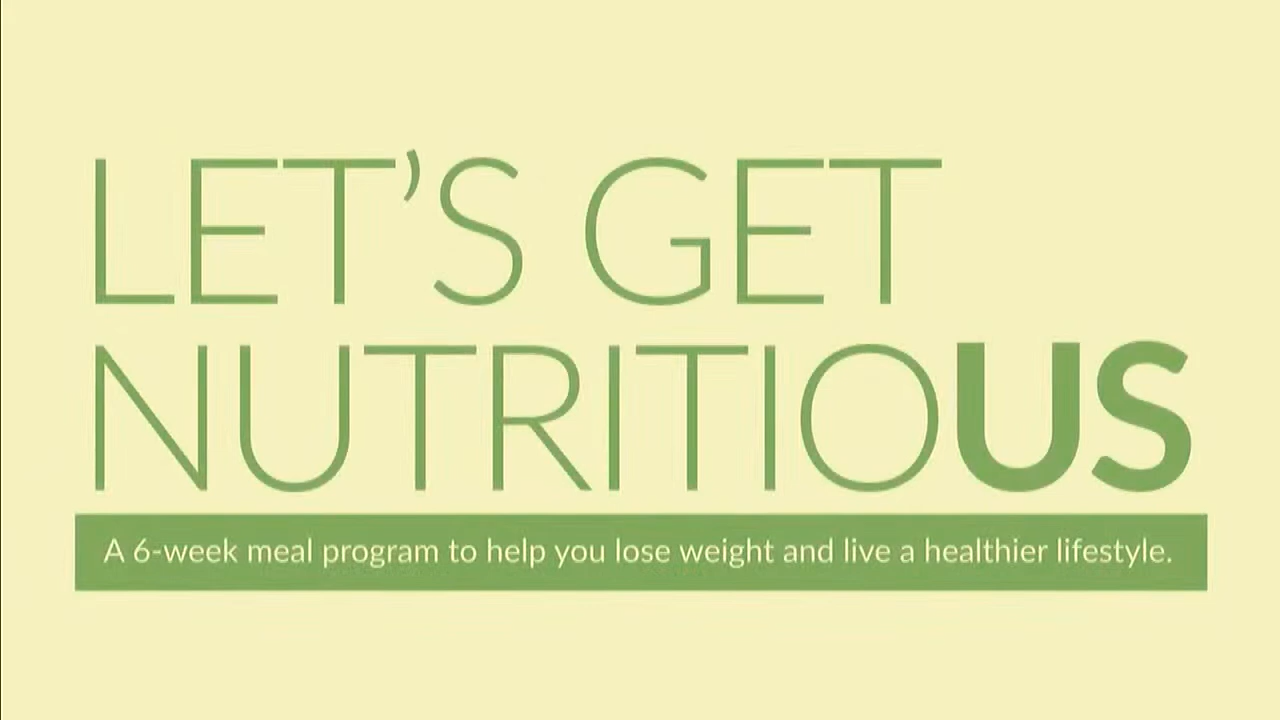 LET’S GET
NUTRITIOUS
A 6-week meal program to help you lose weight and live a healthier lifestyle.